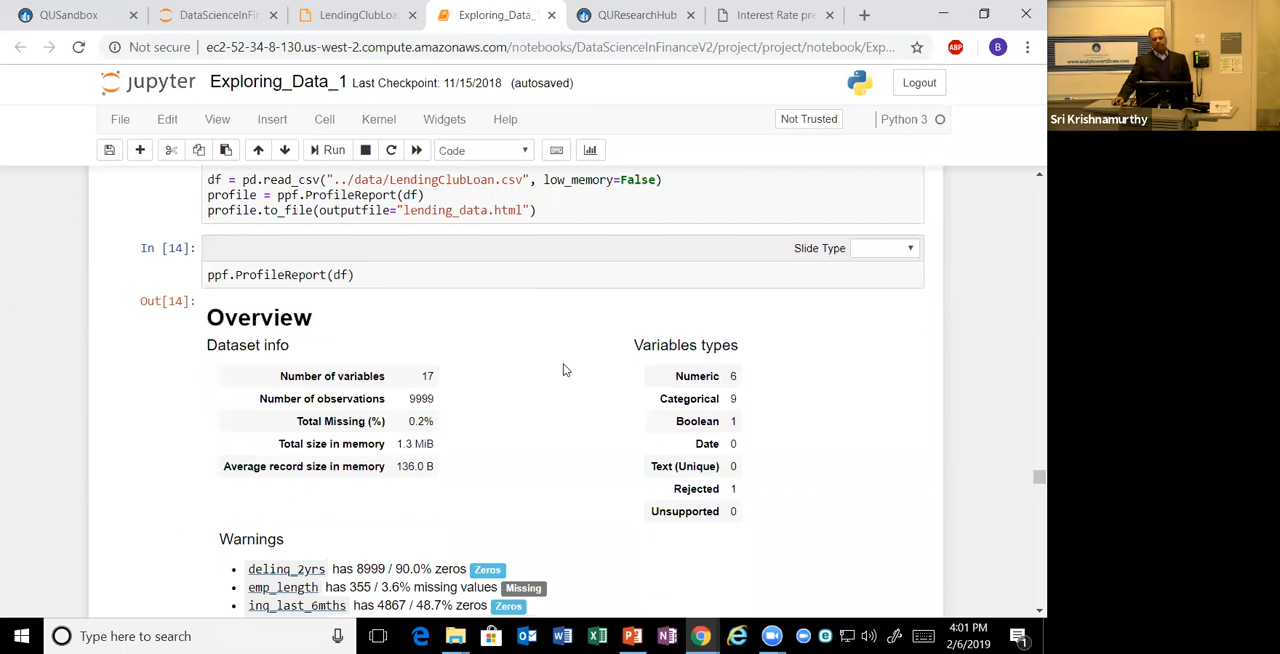 QUSandbox
DataScienceInFin
LendingClubLoa
Exploring_Data_
QUResearchHub
Interest Rate pre
Not secure ec2-52-34-8-130.us-west-2.compute.amazonaws.com/notebooks/DataScienceInFinanceV2/project/project/notebook/Exp...
ABP
B
jupyter Exploring_Data_1 Last Checkpoint: 11/15/2018 (autosaved)
Logout
File Edit View Insert Cell Kernel Widgets Help
Not Trusted
Python 3
Run
Code
df = pd.read_csv("../data/LendingClubLoan.csv", low_memory=False)
profile = ppf.ProfileReport(df)
profile.to_file(outputfile="lending_data.html")
In [14]:
Slide Type
ppf.ProfileReport(df)
Out[14]:
Overview
Dataset info
Variables types
Number of variables 17
Number of observations 9999
Total Missing (%) 0.2%
Total size in memory 1.3 MiB
Average record size in memory 136.0 B
Numeric 6
Categorical 9
Boolean 1
Date 0
Text (Unique) 0
Rejected 1
Unsupported 0
Warnings
delinq_2yrs has 8999 / 90.0% zeros Zeros
emp_length has 355 / 3.6% missing values Missing
inq_last_6mths has 4867 / 48.7% zeros Zeros
Type here to search
4:01 PM
2/6/2019
1
www.analyticscertificate.com
Sri Krishnamurthy